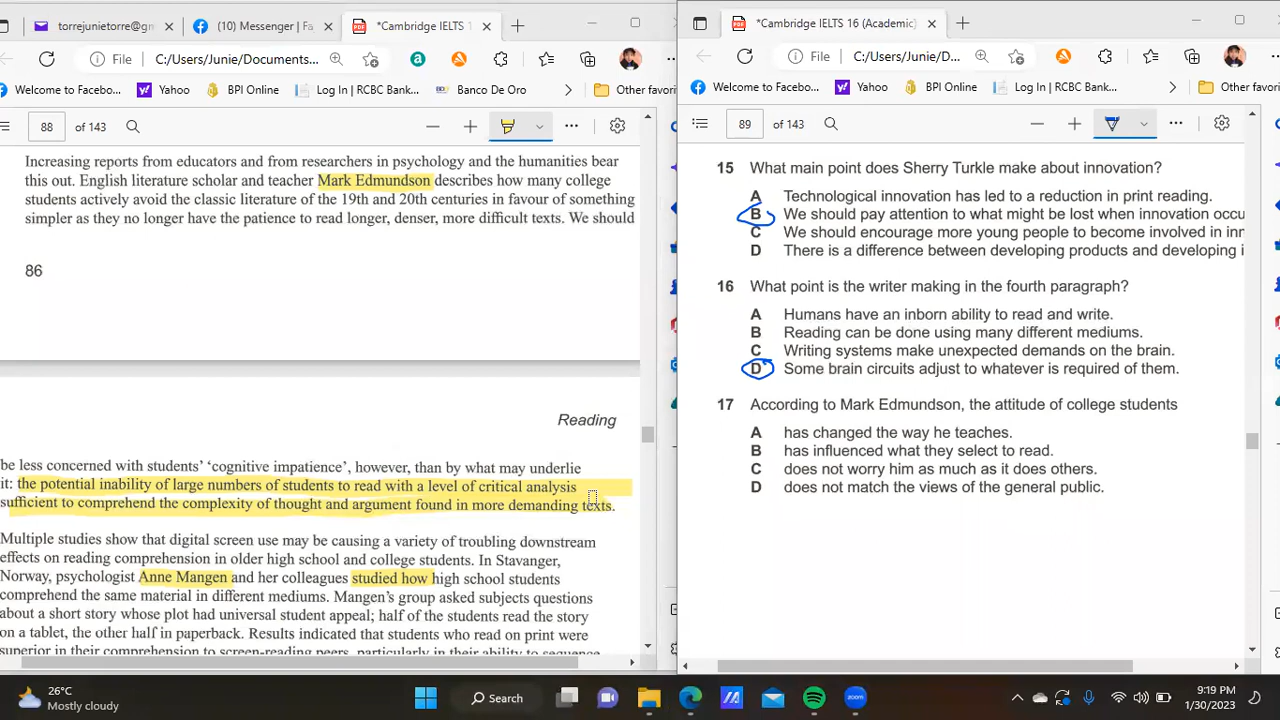 torrejunietorre@gm
(10) Messenger | Fa
*Cambridge IELTS 1
*Cambridge IELTS 16 (Academic)
File
C:/Users/Junie/Documents...
File
C:/Users/Junie/D...
a
Welcome to Facebo...
Yahoo
BPI Online
Log In | RCBC Bank...
Banco De Oro
Other favori
Welcome to Facebo...
Yahoo
BPI Online
Log In | RCBC Bank...
Other favo
88 of 143
89 of 143
Increasing reports from educators and from researchers in psychology and the humanities bear
this out. English literature scholar and teacher Mark Edmundson describes how many college
students actively avoid the classic literature of the 19th and 20th centuries in favour of something
simpler as they no longer have the patience to read longer, denser, more difficult texts. We should
86
Reading
be less concerned with students’ ‘cognitive impatience’, however, than by what may underlie
it: the potential inability of large numbers of students to read with a level of critical analysis
sufficient to comprehend the complexity of thought and argument found in more demanding texts.
Multiple studies show that digital screen use may be causing a variety of troubling downstream
effects on reading comprehension in older high school and college students. In Stavanger,
Norway, psychologist Anne Mangen and her colleagues studied how high school students
comprehend the same material in different mediums. Mangen’s group asked subjects questions
about a short story whose plot had universal student appeal; half of the students read the story
on a tablet, the other half in paperback. Results indicated that students who read on print were
superior in their comprehension to screen-reading peers, particularly in their ability to sequence
15 What main point does Sherry Turkle make about innovation?
A Technological innovation has led to a reduction in print reading.
B We should pay attention to what might be lost when innovation occu
C We should encourage more young people to become involved in inn
D There is a difference between developing products and developing i
16 What point is the writer making in the fourth paragraph?
A Humans have an inborn ability to read and write.
B Reading can be done using many different mediums.
C Writing systems make unexpected demands on the brain.
D Some brain circuits adjust to whatever is required of them.
17 According to Mark Edmundson, the attitude of college students
A has changed the way he teaches.
B has influenced what they select to read.
C does not worry him as much as it does others.
D does not match the views of the general public.
26°C
Mostly cloudy
Search
zoom
9:19 PM
1/30/2023